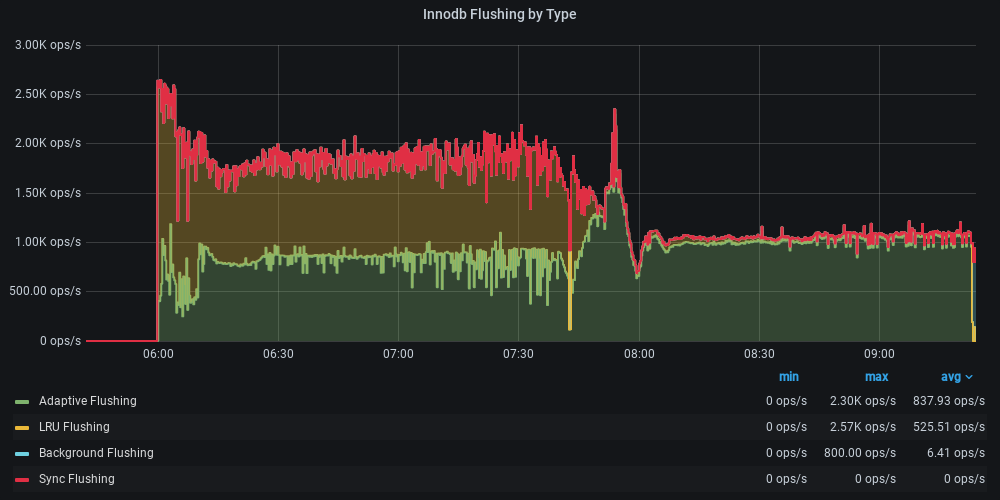 Innodb Flushing by Type
3.00K ops/s
2.50K ops/s
2.00K ops/s
1.50K ops/s
1.00K ops/s
500.00 ops/s
0 ops/s
06:00 06:30 07:00 07:30 08:00 08:30 09:00
min max avg
Adaptive Flushing 0 ops/s 2.30K ops/s 837.93 ops/s
LRU Flushing 0 ops/s 2.57K ops/s 525.51 ops/s
Background Flushing 0 ops/s 800.00 ops/s 6.41 ops/s
Sync Flushing 0 ops/s 0 ops/s 0 ops/s